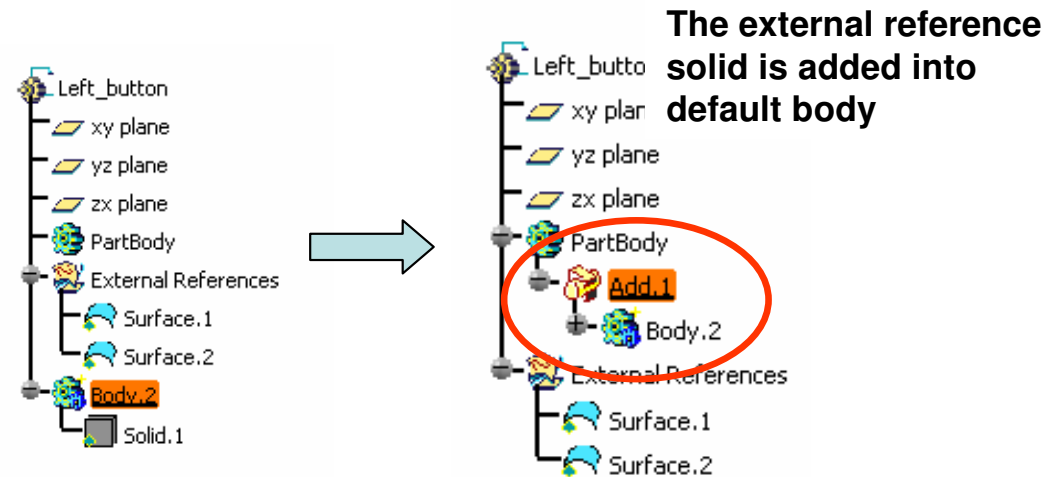 The external reference
solid is added into
default body
Left_button
xy plane
yz plane
zx plane
PartBody
External References
Surface.1
Surface.2
Body.2
Solid.1
Left_butto
xy plan
yz plane
zx plane
PartBody
Add.1
Body.2
External References
Surface.1
Surface.2